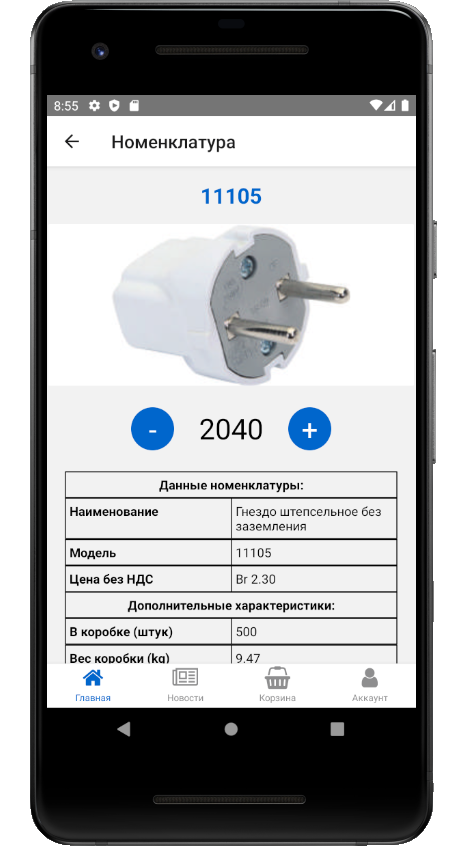 8:55
Номенклатура
11105
- 2040 +
Данные номенклатуры:
Наименование Гнездо штепсельное без
заземления
Модель 11105
Цена без НДС Br 2.30
Дополнительные характеристики:
В коробке (штук) 500
Вес коробки (kg) 9.47
Главная Новости Корзина Аккаунт